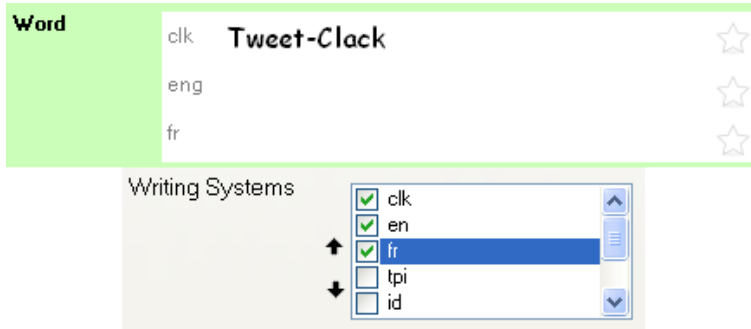 Word
clk Tweet-Clack
eng
fr
Writing Systems
clk
en
fr
tpi
id